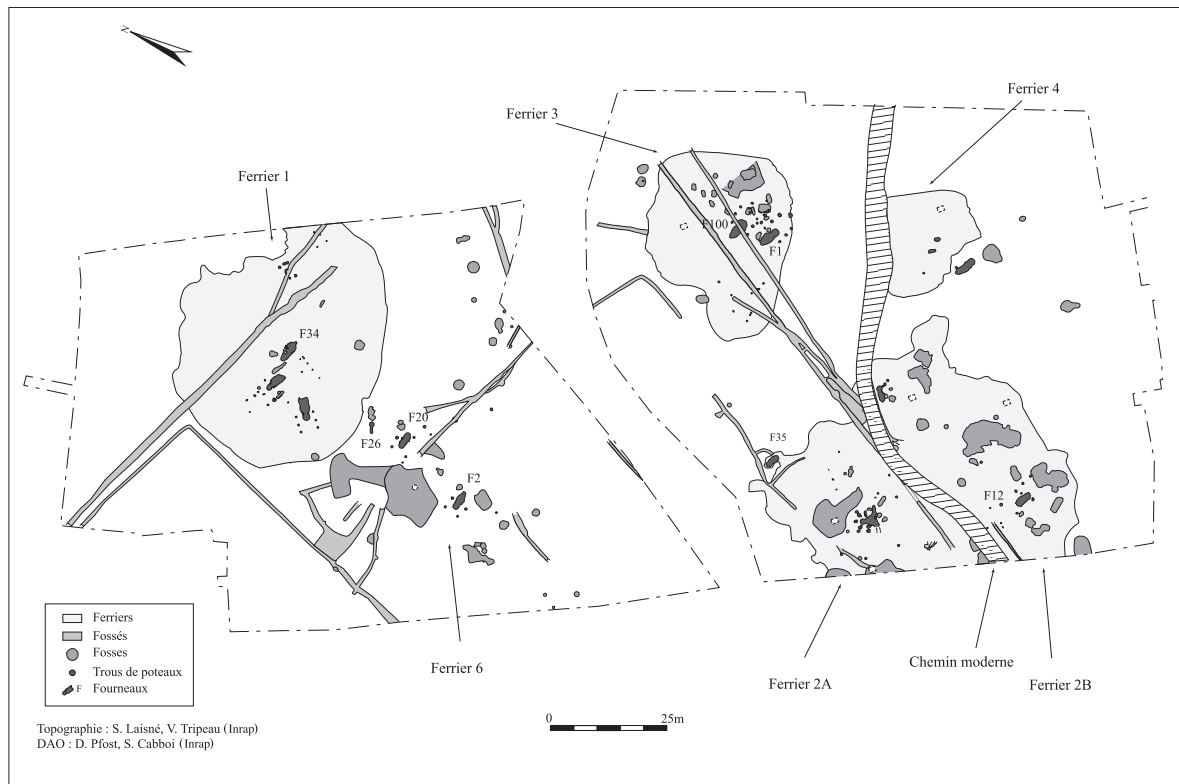 N
Ferrier 4
Ferrier 3
Ferrier 1
F100
F1
F34
F20
F26
F35
F2
F12
Ferriers
Fossés
Fosses
Trous de poteaux
F Fourneaux
Ferrier 6
Chemin moderne
Ferrier 2A
Ferrier 2B
0 25m
Topographie : S. Laisné, V. Tripeau (Inrap)
DAO : D. Pfost, S. Cabboi (Inrap)